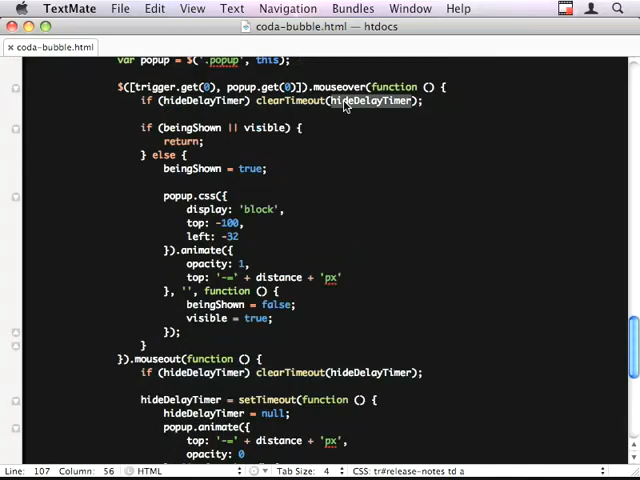 TextMate File Edit View Text Navigation Bundles Window Help
coda-bubble.html — htdocs
× coda-bubble.html
var popup = $('.popup', this);
$([trigger.get(0), popup.get(0)]).mouseover(function () {
if (hideDelayTimer) clearTimeout(hideDelayTimer);
if (beingShown || visible) {
return;
} else {
beingShown = true;
popup.css({
display: 'block',
top: -100,
left: -32
}).animate({
opacity: 1,
top: '-=' + distance + 'px'
}, '', function () {
beingShown = false;
visible = true;
});
}
}).mouseout(function () {
if (hideDelayTimer) clearTimeout(hideDelayTimer);
hideDelayTimer = setTimeout(function () {
hideDelayTimer = null;
popup.animate({
top: '-=' + distance + 'px',
opacity: 0
Line: 107 Column: 56 HTML Tab Size: 4 CSS: tr#release-notes td a